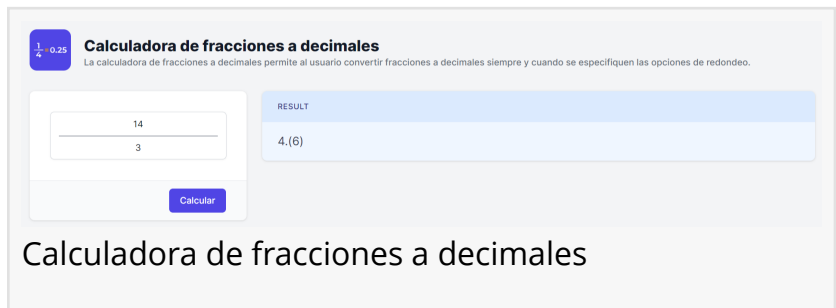 1/4=0.25
Calculadora de fracciones a decimales
La calculadora de fracciones a decimales permite al usuario convertir fracciones a decimales siempre y cuando se especifiquen las opciones de redondeo.
14
3
Calcular
RESULT
4.(6)
Calculadora de fracciones a decimales